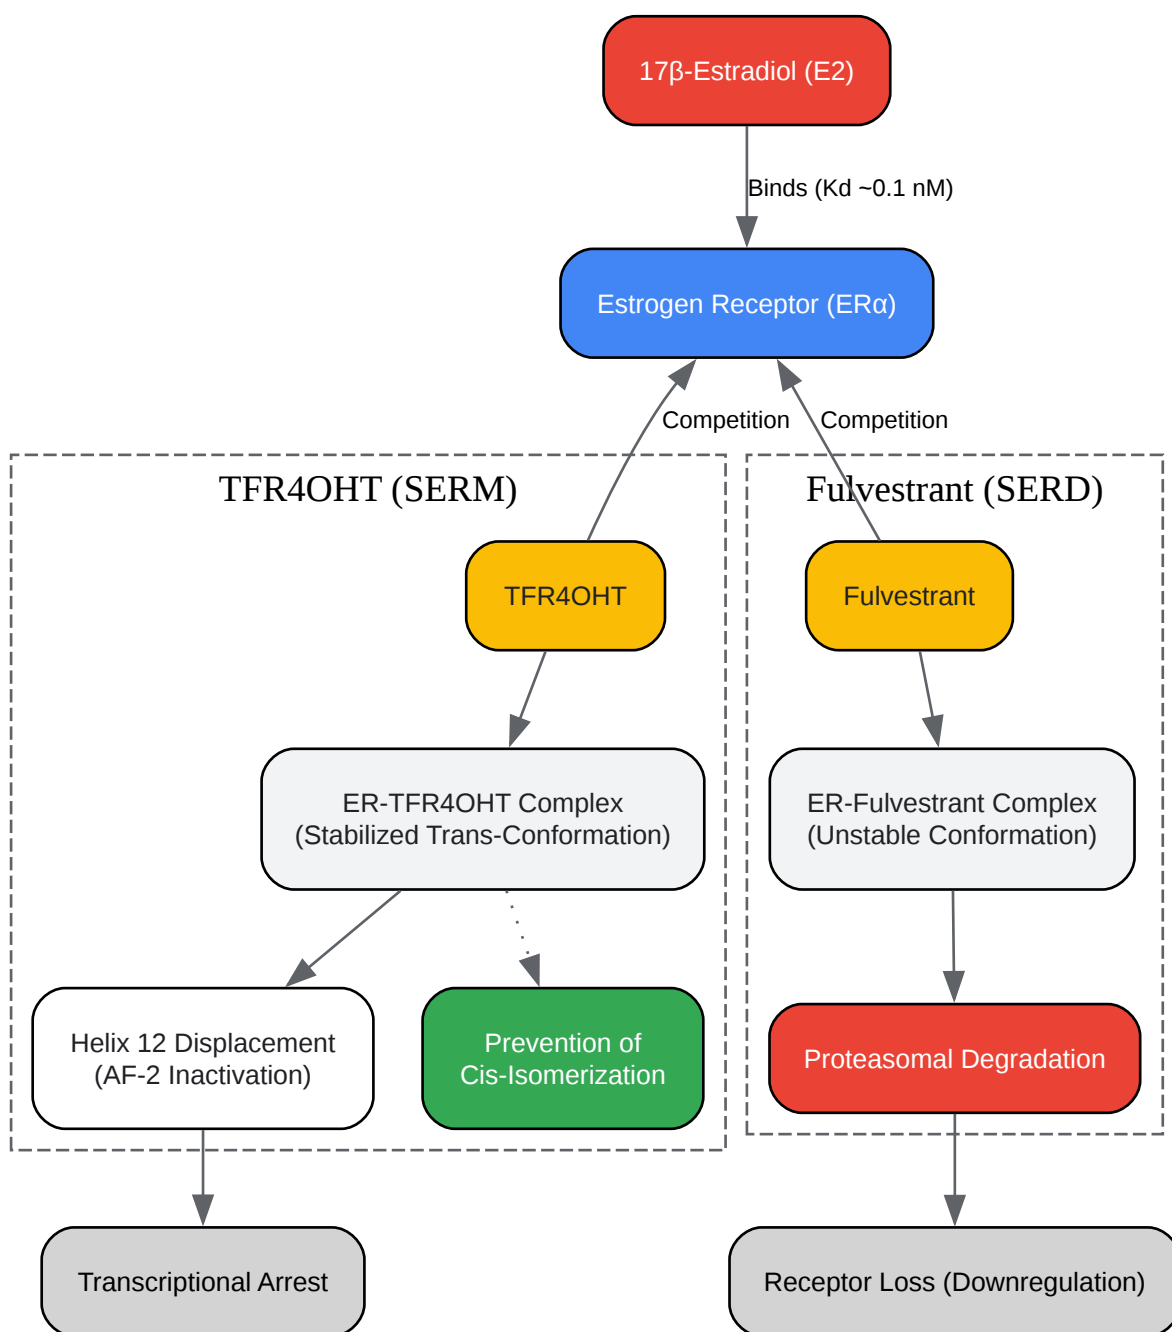 17β-Estradiol (E2)
Binds (Kd ~0.1 nM)
Estrogen Receptor (ERα)
Competition
Competition
TFR4OHT (SERM)
Fulvestrant (SERD)
TFR4OHT
Fulvestrant
ER-TFR4OHT Complex
(Stabilized Trans-Conformation)
ER-Fulvestrant Complex
(Unstable Conformation)
Helix 12 Displacement
(AF-2 Inactivation)
Prevention of
Cis-Isomerization
Proteasomal Degradation
Transcriptional Arrest
Receptor Loss (Downregulation)